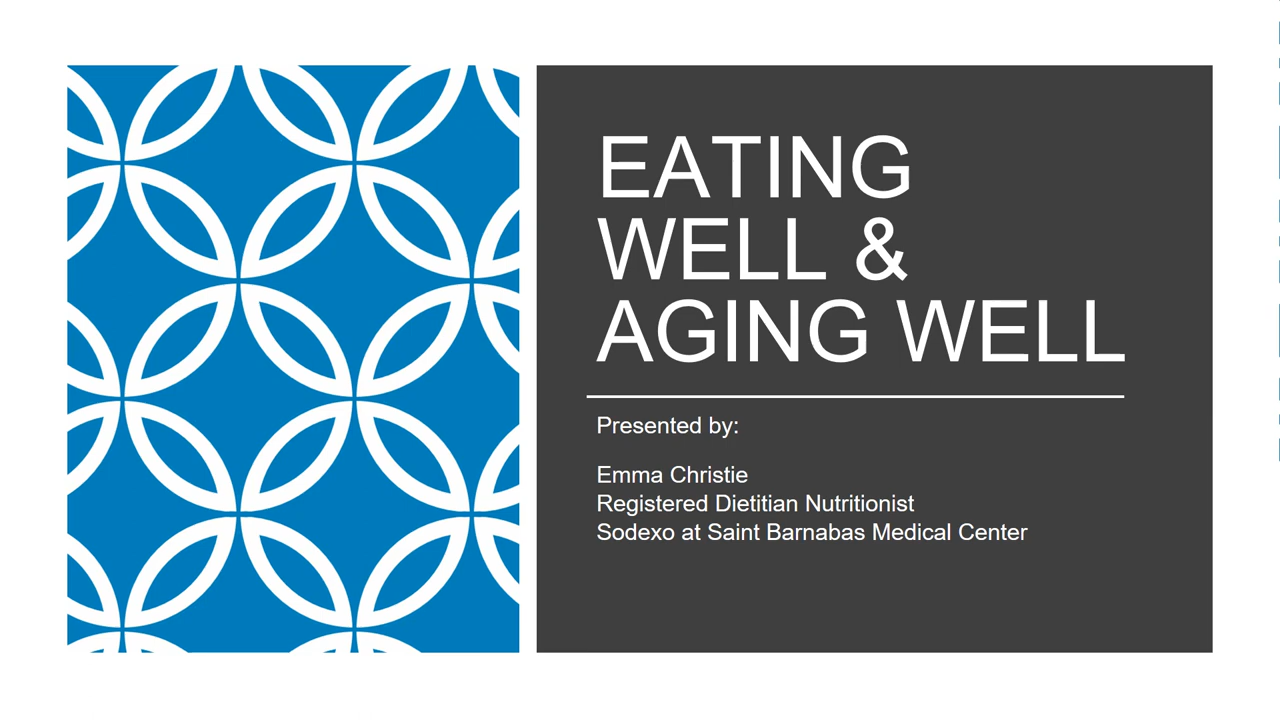 EATING
WELL &
AGING WELL
Presented by:
Emma Christie
Registered Dietitian Nutritionist
Sodexo at Saint Barnabas Medical Center